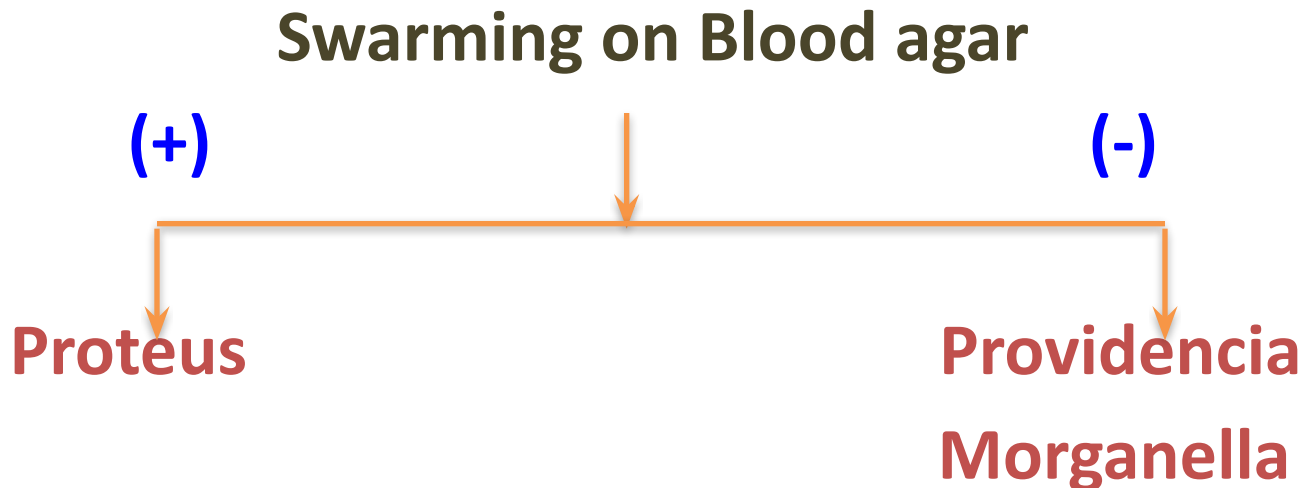 Swarming on Blood agar
(+) (-)
Proteus Providencia
Morganella